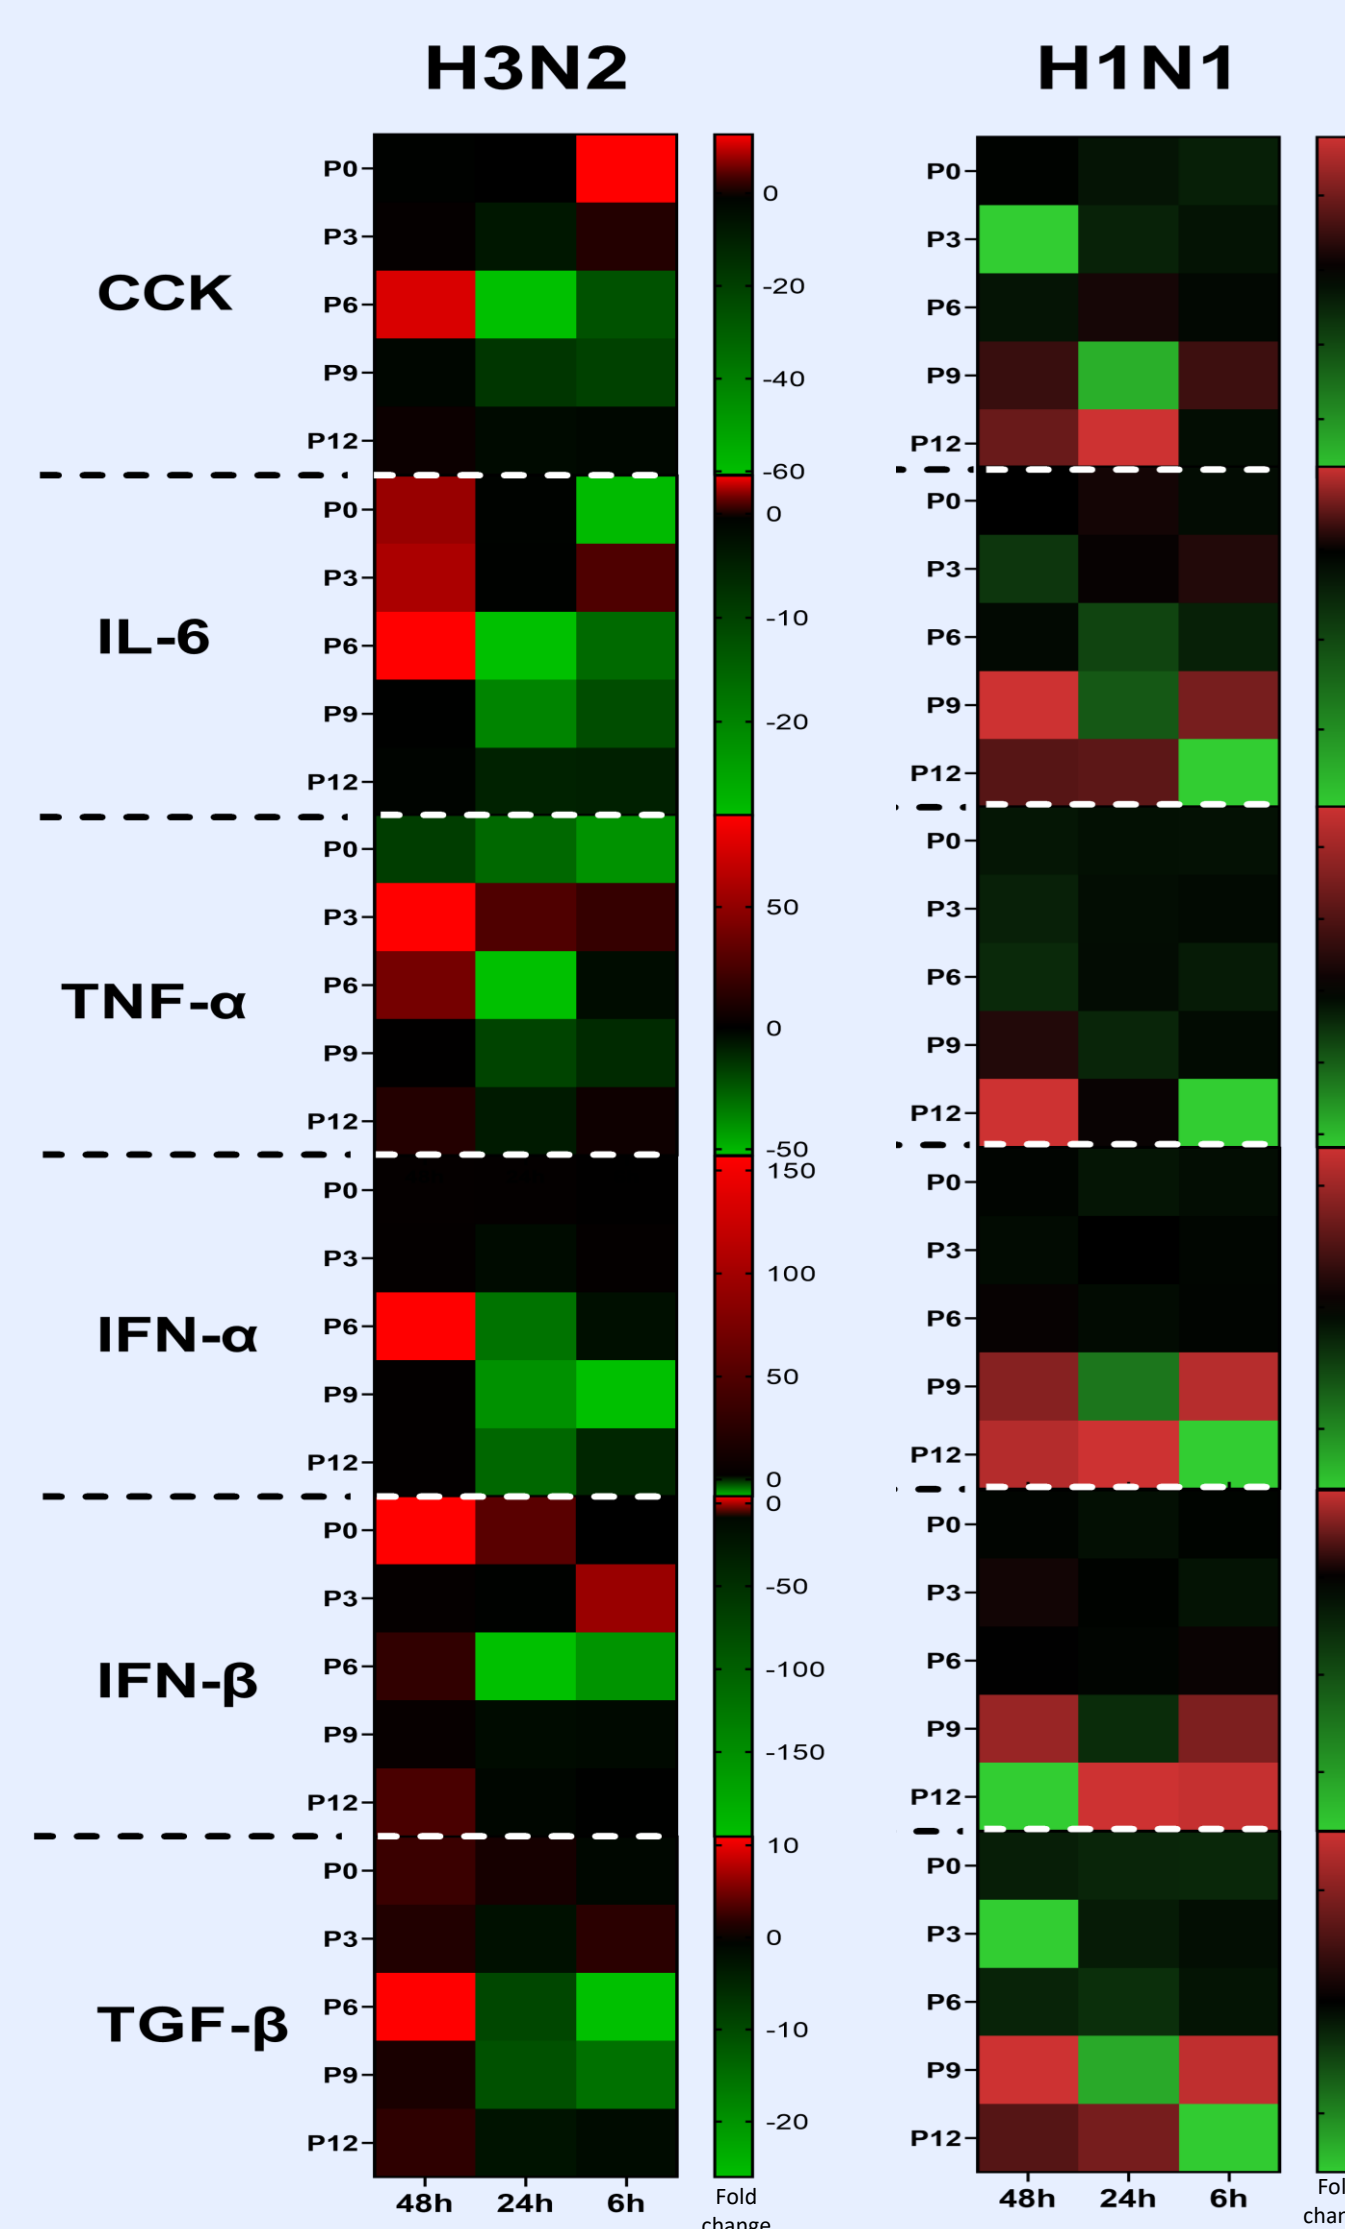 H3N2 H1N1
CCK
P0
P3
P6
P9
P12
0
-20
-40
-60
P0
P3
P6
P9
P12
IL-6
P0
P3
P6
P9
P12
0
-10
-20
P0
P3
P6
P9
P12
TNF-α
P0
P3
P6
P9
P12
50
0
-50
P0
P3
P6
P9
P12
IFN-α
P0
P3
P6
P9
P12
150
100
50
0
P0
P3
P6
P9
P12
IFN-β
P0
P3
P6
P9
P12
0
-50
-100
-150
P0
P3
P6
P9
P12
TGF-β
P0
P3
P6
P9
P12
10
0
-10
-20
P0
P3
P6
P9
P12
48h 24h 6h
Fold
change
48h 24h 6h